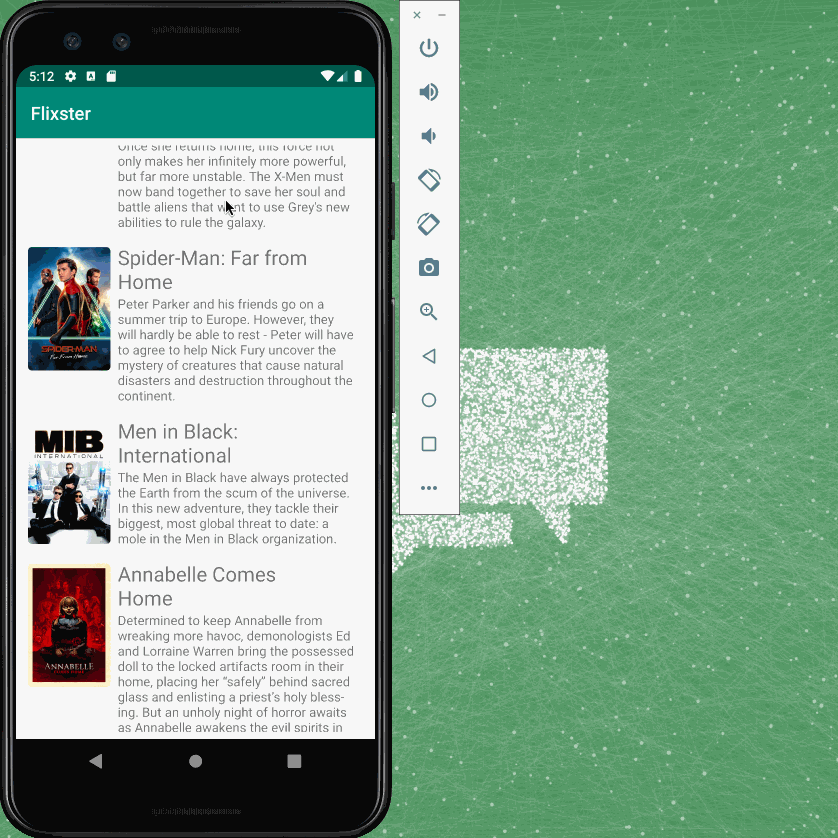 5:12
Flixster
Once she returns home, this force not
only makes her infinitely more powerful,
but far more unstable. The X-Men must
now band together to save her soul and
battle aliens that want to use Grey's new
abilities to rule the galaxy.
Spider-Man: Far from
Home
Peter Parker and his friends go on a
summer trip to Europe. However, they
will hardly be able to rest - Peter will have
to agree to help Nick Fury uncover the
mystery of creatures that cause natural
disasters and destruction throughout the
continent.
SPIDER-MAN
Far From Home
Men in Black:
International
The Men in Black have always protected
the Earth from the scum of the universe.
In this new adventure, they tackle their
biggest, most global threat to date: a
mole in the Men in Black organization.
MIB
INTERNATIONAL
Annabelle Comes
Home
Determined to keep Annabelle from
wreaking more havoc, demonologists Ed
and Lorraine Warren bring the possessed
doll to the locked artifacts room in their
home, placing her “safely” behind sacred
glass and enlisting a priest’s holy bless-
ing. But an unholy night of horror awaits
as Annabelle awakens the evil spirits in
ANNABELLE